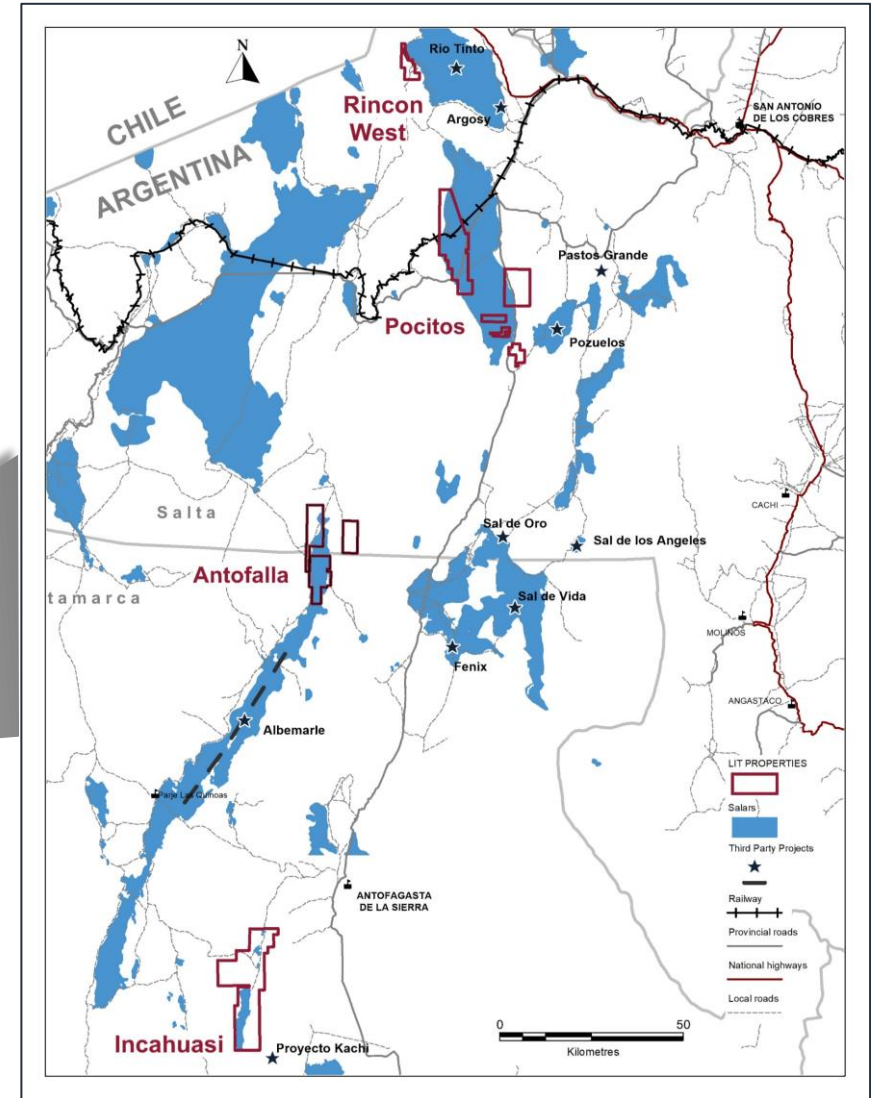 N
CHILE
ARGENTINA
Rio Tinto
Rincon
West
Argosy
SAN ANTONIO
DE LOS COBRES
Pastos Grande
Pocitos
Pozuelos
CACHI
Salta
Sal de Oro
Sal de los Angeles
Antofalla
tamarca
Sal de Vida
MOLINOS
Fenix
ANGASTACO
Albemarle
LIT PROPERTIES
Parje Las Quinoas
Salars
Third Party Projects
ANTOFAGASTA
DE LA SIERRA
Railway
Provincial roads
National highways
Local roads
0 50
Kilometres
Incahuasi
Proyecto Kachi